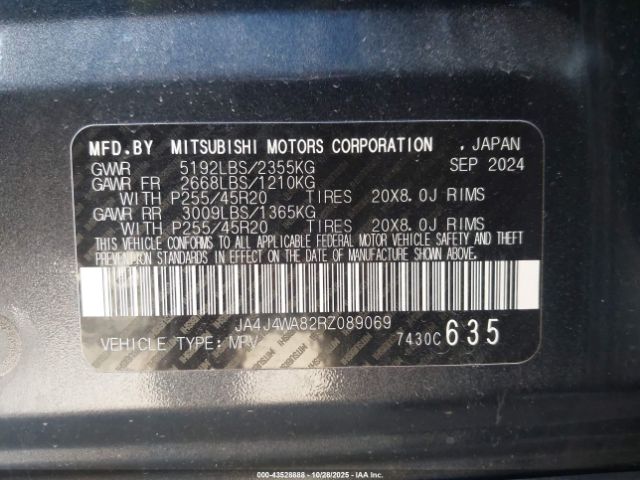 MFD.BY MITSUBISHI MOTORS CORPORATION . JAPAN
GWWR 5192LBS/2355KG SEP 2024
GAWR FR 2668LBS/1210KG
WITH P255/45R20 TIRES 20X8.0J RIMS
GAWR RR 3009LBS/1365KG
WITH P255/45R20 TIRES 20X8.0J RIMS
THIS VEHICLE CONFORMS TO ALL APPLICABLE FEDERAL MOTOR VEHICLE SAFETY AND THEFT
PREVENTION STANDARDS IN EFFECT ON THE DATE OF MANUFACTURE SHOWN ABOVE.
JA4J4WA82RZ089069
VEHICLE TYPE: MPV 7430C 635
000-43528888 - 10/28/2025 - IAAHC